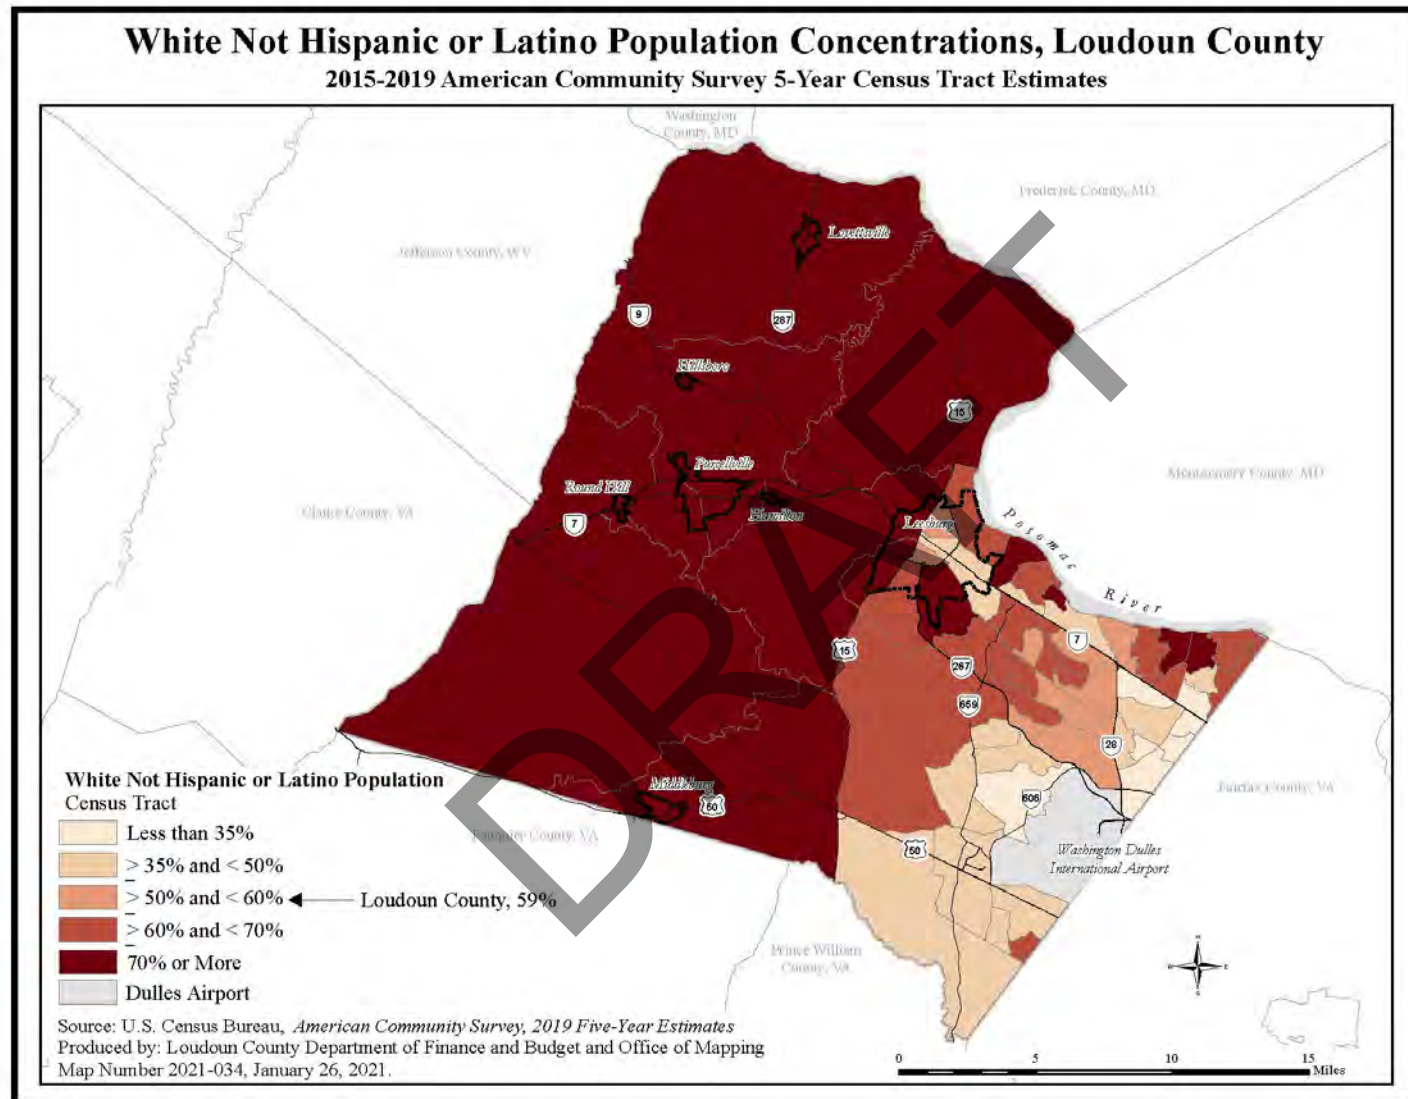 White Not Hispanic or Latino Population Concentrations, Loudoun County
2015-2019 American Community Survey 5-Year Census Tract Estimates
Washington
County, MD
Frederick County, MD
Lovettsville
Jefferson County, WV
9
287
Hillsboro
15
Purcellville
Montgomery County, MD
Round Hill
Clarke County, VA
7
Hamilton
Leesburg
Potomac River
7
15
267
659
28
White Not Hispanic or Latino Population
Census Tract
Less than 35%
> 35% and < 50%
> 50% and < 60%
Loudoun County, 59%
> 60% and < 70%
70% or More
Dulles Airport
Middleburg
50
606
Fairfax County, VA
Fauquier County, VA
50
Washington Dulles
International Airport
Prince William
County, VA
N
W E
S
DRAFT
Source: U.S. Census Bureau, American Community Survey, 2019 Five-Year Estimates
Produced by: Loudoun County Department of Finance and Budget and Office of Mapping
Map Number 2021-034, January 26, 2021.
0 5 10 15
Miles